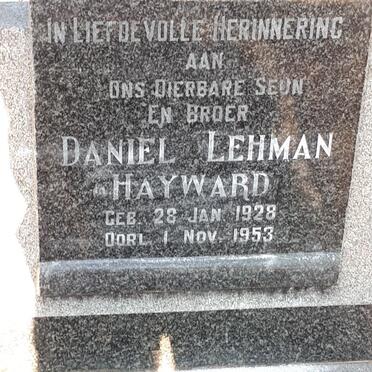 IN LIEFDEVOLLE HERINNERING
AAN
ONS DIERBARE SEUN
EN BROER
DANIEL LEHMAN
HAYWARD
GEB. 28 JAN 1928
OORL. 1 NOV. 1953